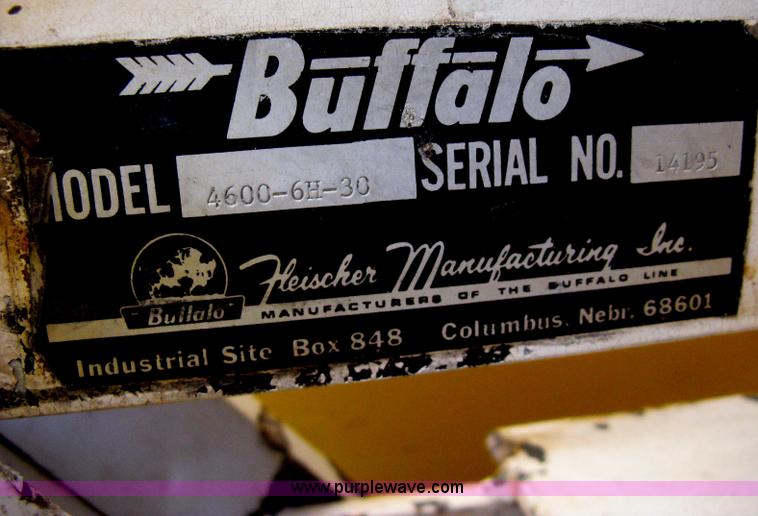 Buffalo
MODEL 4600-6H-30 SERIAL NO. 14195
Fleischer Manufacturing Inc.
Buffalo MANUFACTURERS OF THE BUFFALO LINE
Industrial Site Box 848 Columbus, Nebr. 68601
www.purplewave.com